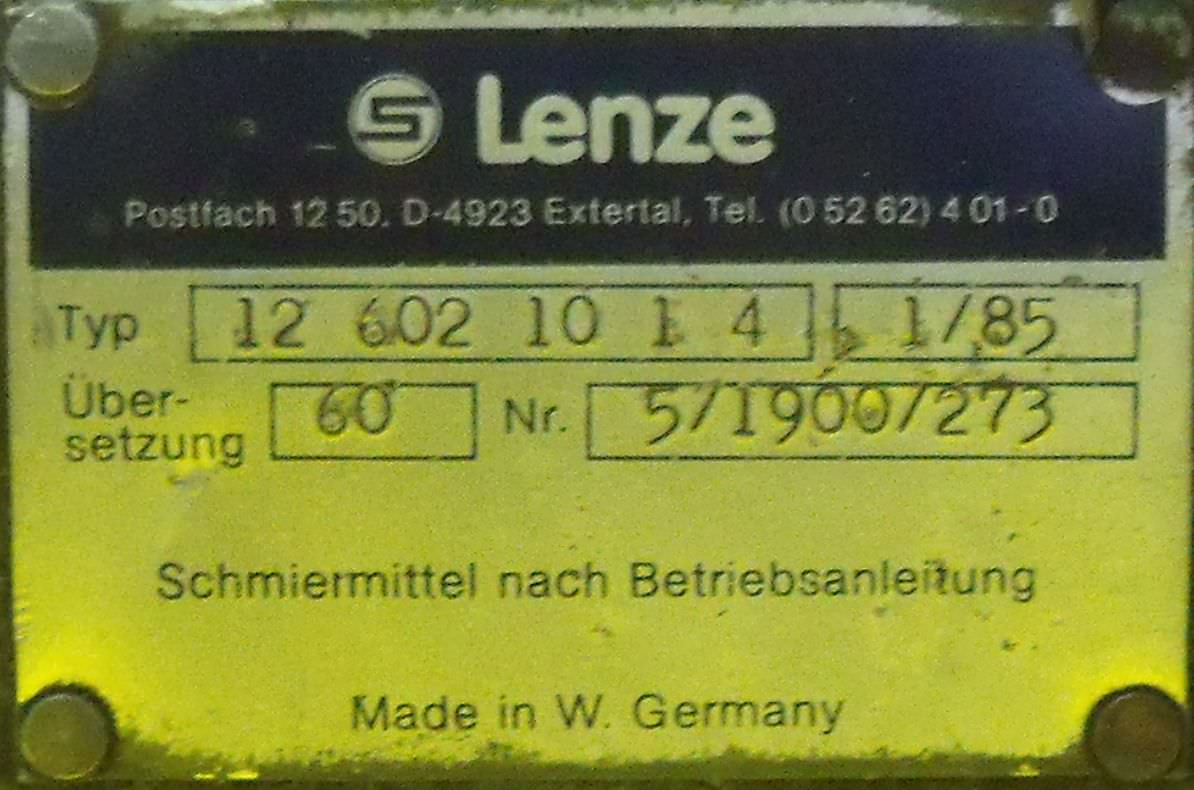 Lenze
Postfach 12 50. D-4923 Extertal, Tel. (0 52 62) 4 01-0
Typ 12 602 10 1 4 1/85
Über-
setzung 60 Nr. 5/1900/273
Schmiermittel nach Betriebsanleitung
Made in W. Germany